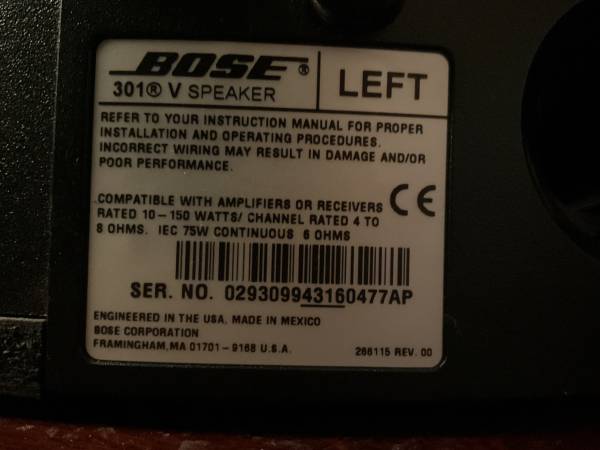 BOSE®
301® V SPEAKER
LEFT
REFER TO YOUR INSTRUCTION MANUAL FOR PROPER
INSTALLATION AND OPERATING PROCEDURES.
INCORRECT WIRING MAY RESULT IN DAMAGE AND/OR
POOR PERFORMANCE.
COMPATIBLE WITH AMPLIFIERS OR RECEIVERS
RATED 10-150 WATTS/ CHANNEL RATED 4 TO
8 OHMS. IEC 75W CONTINUOUS 6 OHMS
CE
SER. NO. 029309943160477AP
ENGINEERED IN THE USA, MADE IN MEXICO
BOSE CORPORATION
FRAMINGHAM,MA 01701-9168 U.S.A.
266115 REV. 00